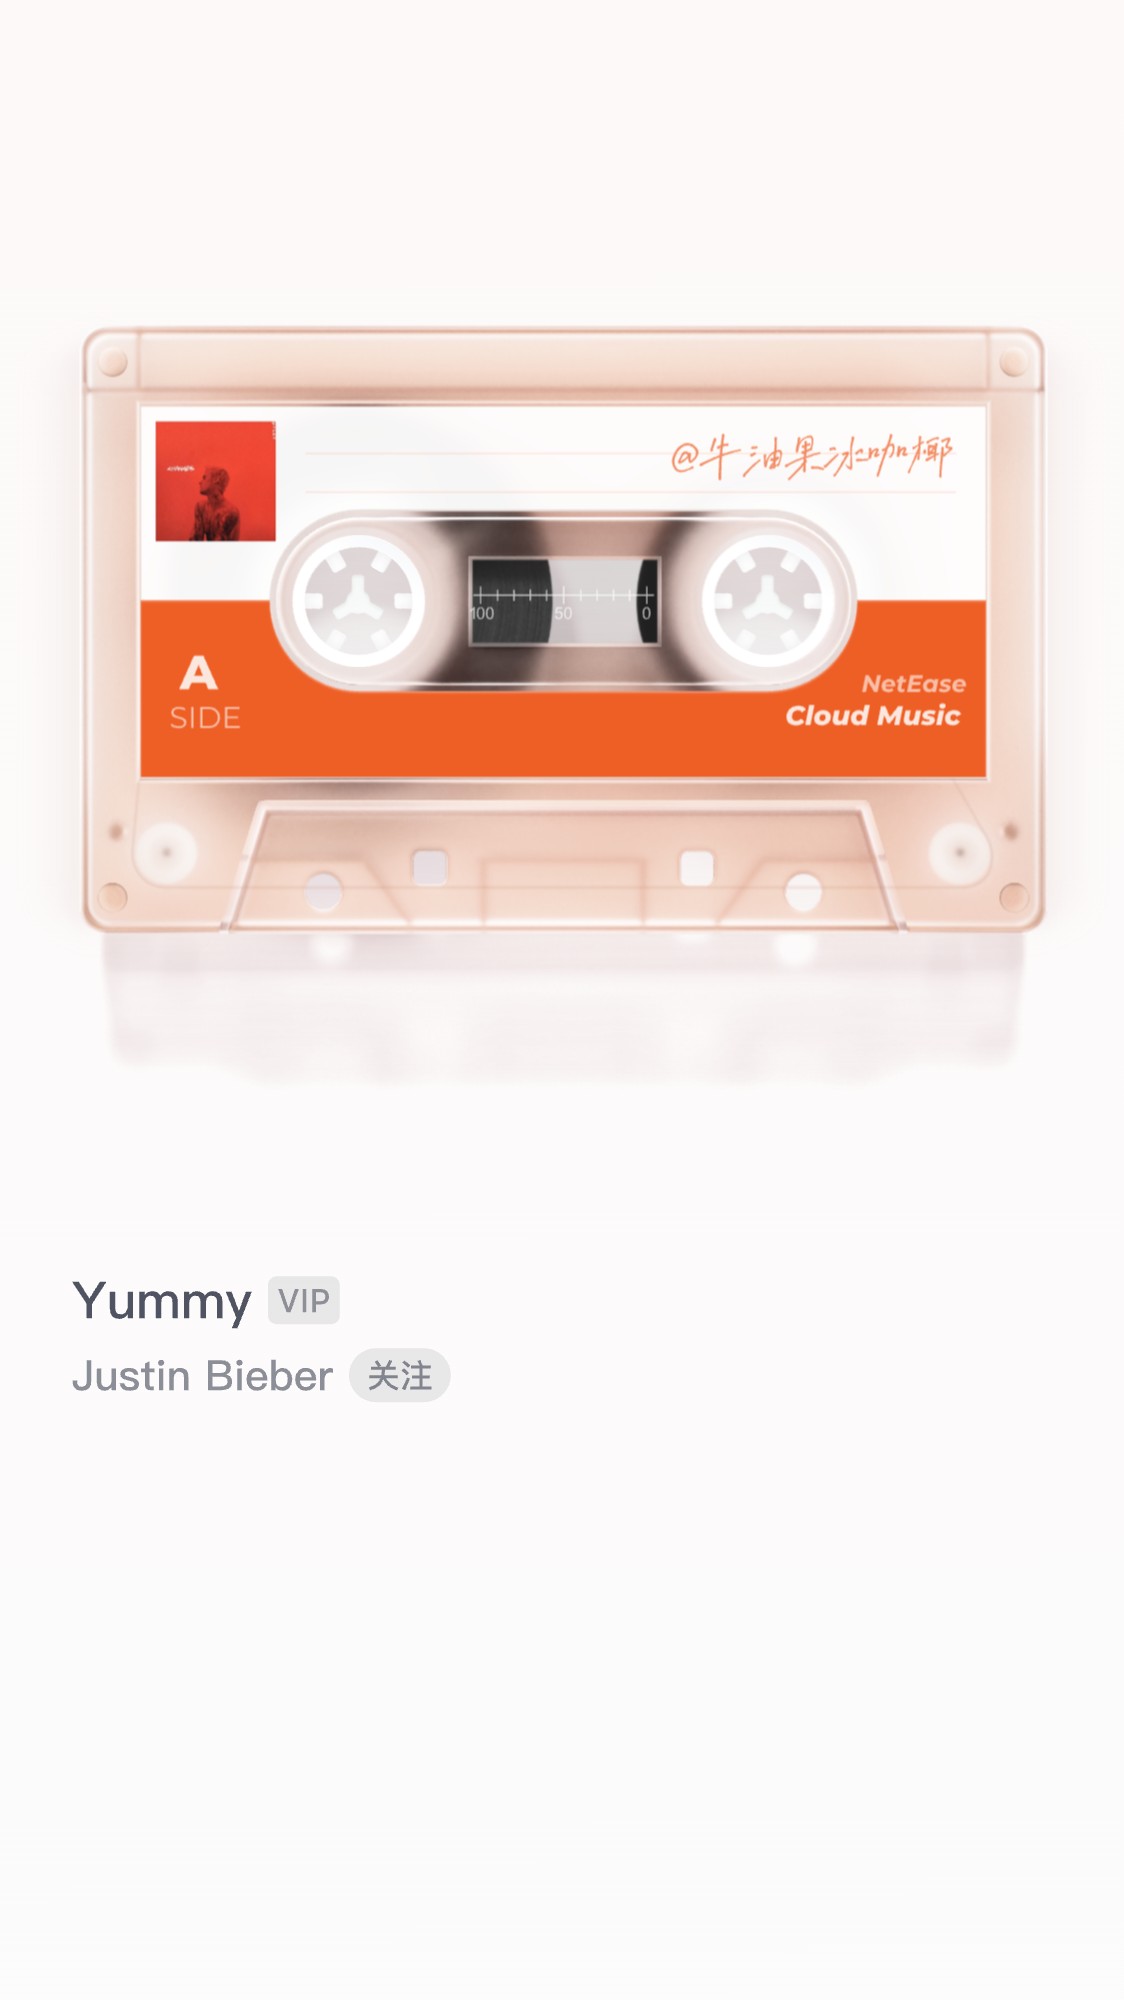 @牛油果冰咖椰
100 50 0
A
SIDE
NetEase
Cloud Music
Yummy VIP
Justin Bieber 关注